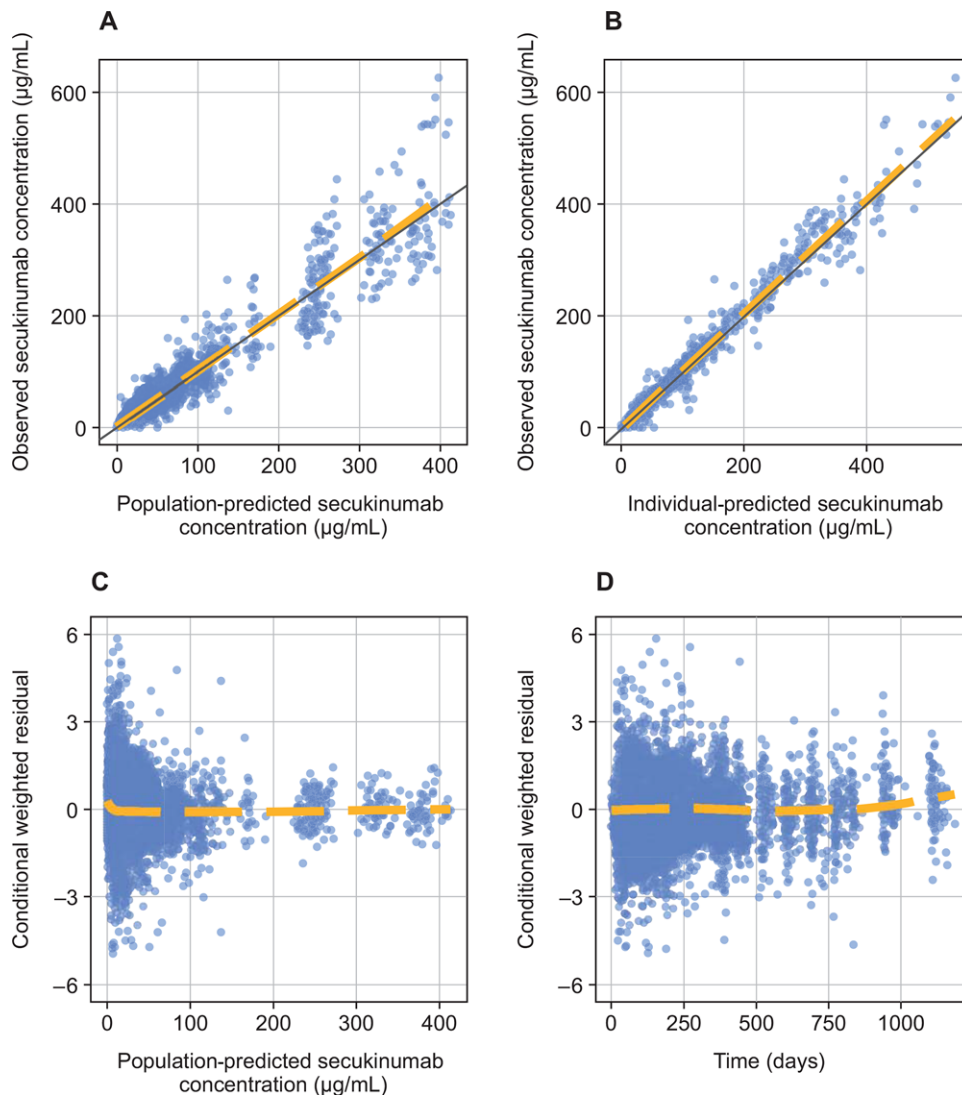 A
Observed secukinumab concentration (µg/mL)
600
400
200
0
0 100 200 300 400
Population-predicted secukinumab
concentration (µg/mL)
B
Observed secukinumab concentration (µg/mL)
600
400
200
0
0 200 400
Individual-predicted secukinumab
concentration (µg/mL)
C
Conditional weighted residual
6
3
0
–3
–6
0 100 200 300 400
Population-predicted secukinumab
concentration (µg/mL)
D
Conditional weighted residual
6
3
0
–3
–6
0 250 500 750 1000
Time (days)